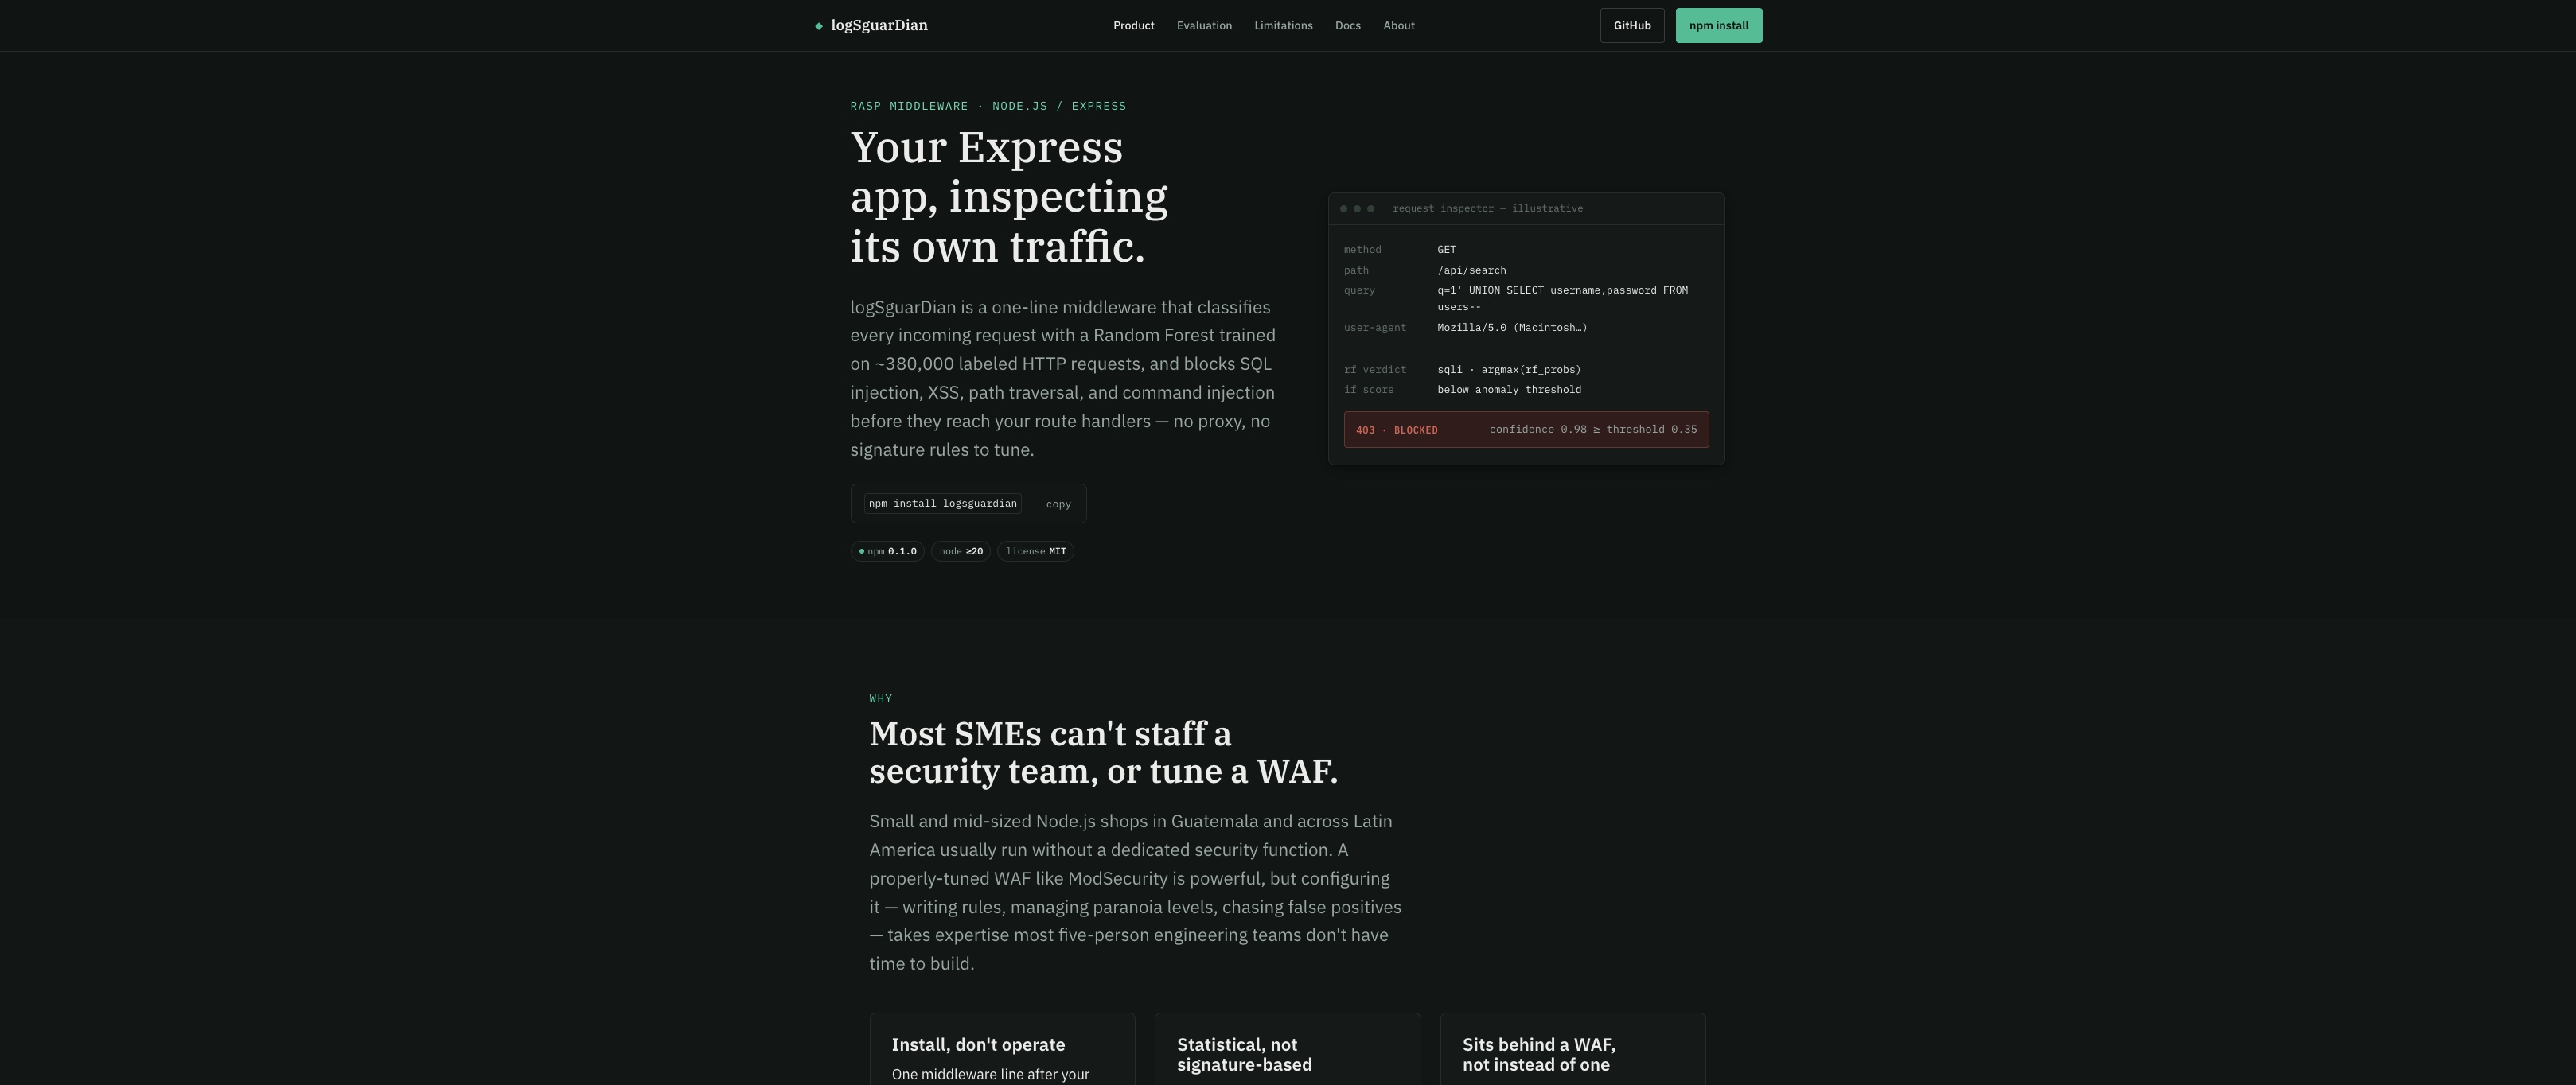 logSguarDian
Product Evaluation Limitations Docs About
GitHub npm install
RASP MIDDLEWARE · NODE.JS / EXPRESS
Your Express
app, inspecting
its own traffic.
logSguarDian is a one-line middleware that classifies
every incoming request with a Random Forest trained
on ~380,000 labeled HTTP requests, and blocks SQL
injection, XSS, path traversal, and command injection
before they reach your route handlers — no proxy, no
signature rules to tune.
npm install logsguardian copy
npm 0.1.0 node ≥20 license MIT
request inspector — illustrative
method GET
path /api/search
query q=1' UNION SELECT username,password FROM
users--
user-agent Mozilla/5.0 (Macintosh…)
rf verdict sqli · argmax(rf_probs)
if score below anomaly threshold
403 · BLOCKED confidence 0.98 ≥ threshold 0.35
WHY
Most SMEs can't staff a
security team, or tune a WAF.
Small and mid-sized Node.js shops in Guatemala and across Latin
America usually run without a dedicated security function. A
properly-tuned WAF like ModSecurity is powerful, but configuring
it — writing rules, managing paranoia levels, chasing false positives
— takes expertise most five-person engineering teams don't have
time to build.
Install, don't operate
One middleware line after your
Statistical, not
signature-based
Sits behind a WAF,
not instead of one